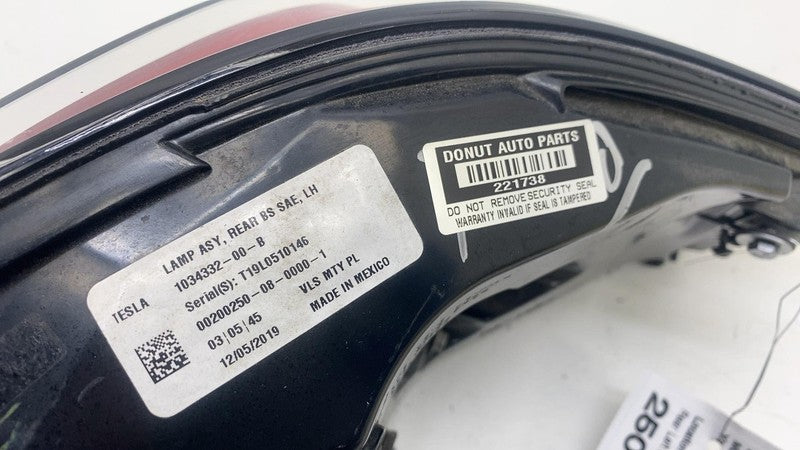 TESLA
LAMP ASY, REAR BS SAE, LH
1034332-00-B
Serial(S): T19L0510146
00200250-08-0000-1
03|05|45
VLS MTY PL
12/05/2019
MADE IN MEXICO
DONUT AUTO PARTS
221738
DO NOT REMOVE SECURITY SEAL
WARRANTY INVALID IF SEAL IS TAMPERED